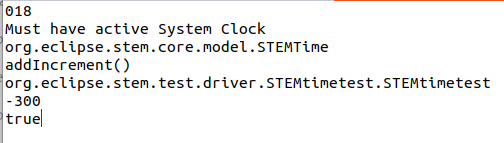 018
Must have active System Clock
org.eclipse.stem.core.model.STEMTime
addIncrement()
org.eclipse.stem.test.driver.STEMtimetest.STEMtimetest
-300
true